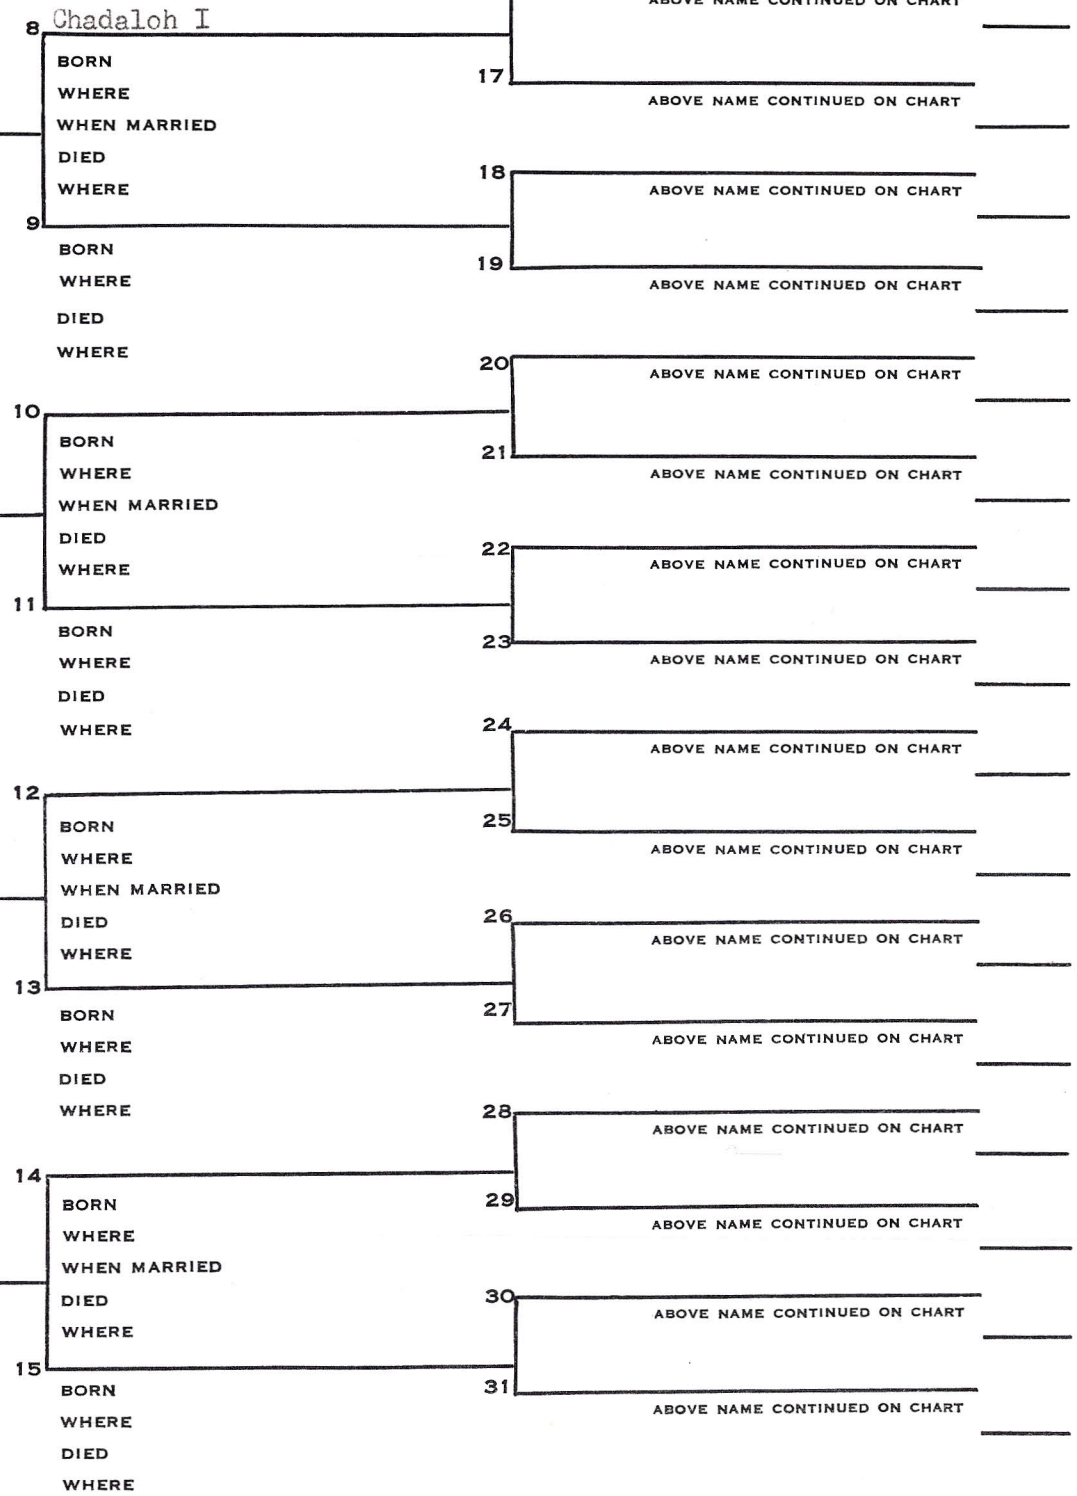 ABOVE NAME CONTINUED ON CHART
8 Chadaloh I
BORN
WHERE
WHEN MARRIED
DIED
WHERE
17
ABOVE NAME CONTINUED ON CHART
18
ABOVE NAME CONTINUED ON CHART
9
BORN
WHERE
DIED
WHERE
19
ABOVE NAME CONTINUED ON CHART
20
ABOVE NAME CONTINUED ON CHART
10
BORN
WHERE
WHEN MARRIED
DIED
WHERE
21
ABOVE NAME CONTINUED ON CHART
22
ABOVE NAME CONTINUED ON CHART
11
BORN
WHERE
DIED
WHERE
23
ABOVE NAME CONTINUED ON CHART
24
ABOVE NAME CONTINUED ON CHART
12
BORN
WHERE
WHEN MARRIED
DIED
WHERE
25
ABOVE NAME CONTINUED ON CHART
26
ABOVE NAME CONTINUED ON CHART
13
BORN
WHERE
DIED
WHERE
27
ABOVE NAME CONTINUED ON CHART
28
ABOVE NAME CONTINUED ON CHART
14
BORN
WHERE
WHEN MARRIED
DIED
WHERE
29
ABOVE NAME CONTINUED ON CHART
30
ABOVE NAME CONTINUED ON CHART
15
BORN
WHERE
DIED
WHERE
31
ABOVE NAME CONTINUED ON CHART